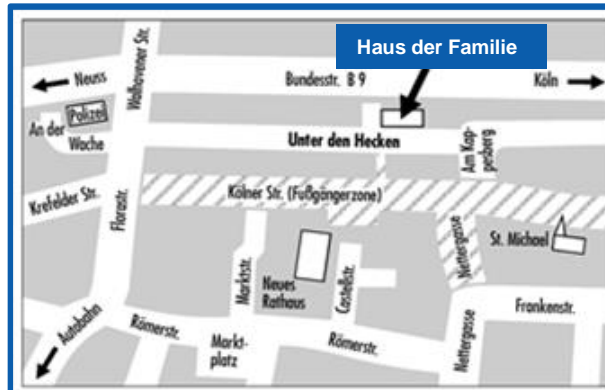 Haus der Familie
Walhovener Str.
Neuss
Bundesstr. B 9
Köln
Polizei
An der
Wache
Unter den Hecken
Am Kap-
pesberg
Krefelder Str.
Kölner Str. (Fußgängerzone)
Florastr.
Nettergasse
St. Michael
Marktstr.
Neues
Rathaus
Castellstr.
Frankenstr.
Autobahn
Römerstr.
Markt-
platz
Römerstr.
Nettergasse